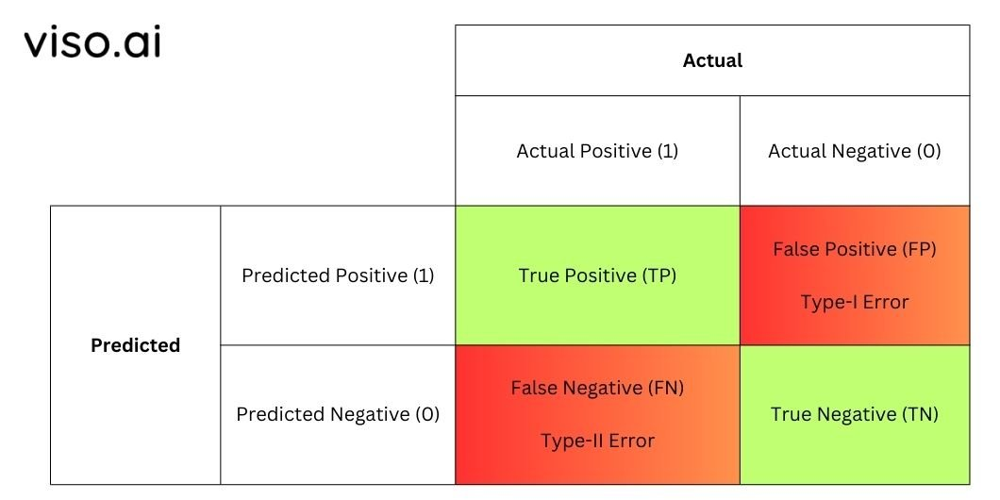 viso.ai
Actual
Actual Positive (1)
Actual Negative (0)
Predicted
Predicted Positive (1)
True Positive (TP)
False Positive (FP)
Type-I Error
Predicted Negative (0)
False Negative (FN)
Type-II Error
True Negative (TN)